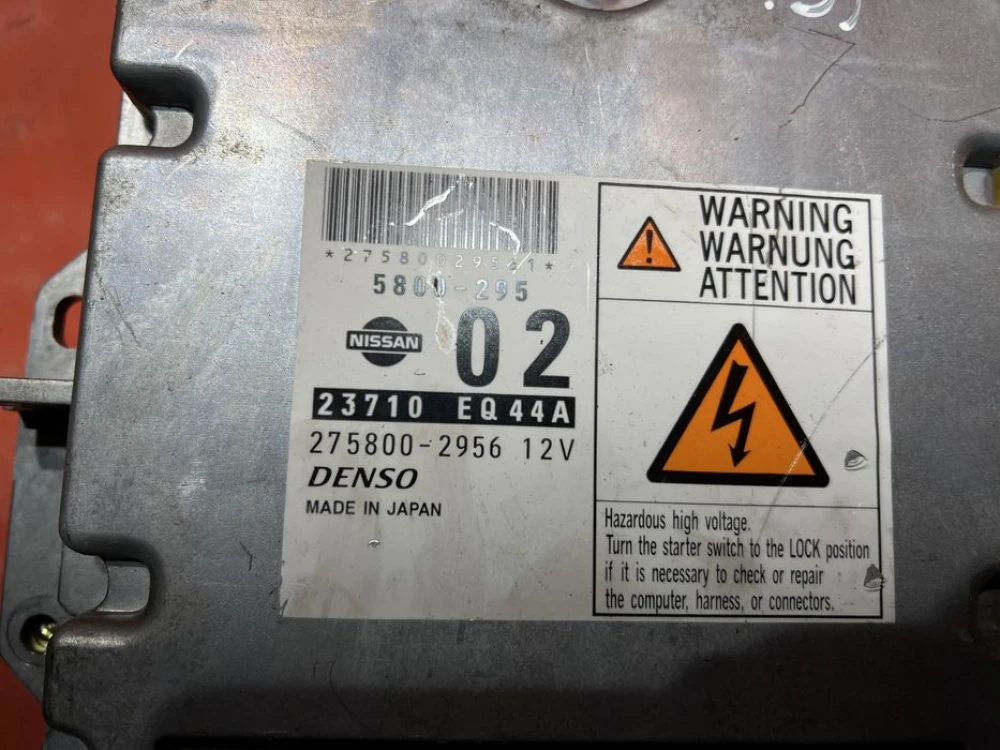 *275800295
5800-295
NISSAN
02
23710 EQ44A
275800-2956 12V
DENSO
MADE IN JAPAN
WARNING
WARNUNG
ATTENTION
Hazardous high voltage.
Turn the starter switch to the LOCK position
if it is necessary to check or repair
the computer, harness, or connectors.